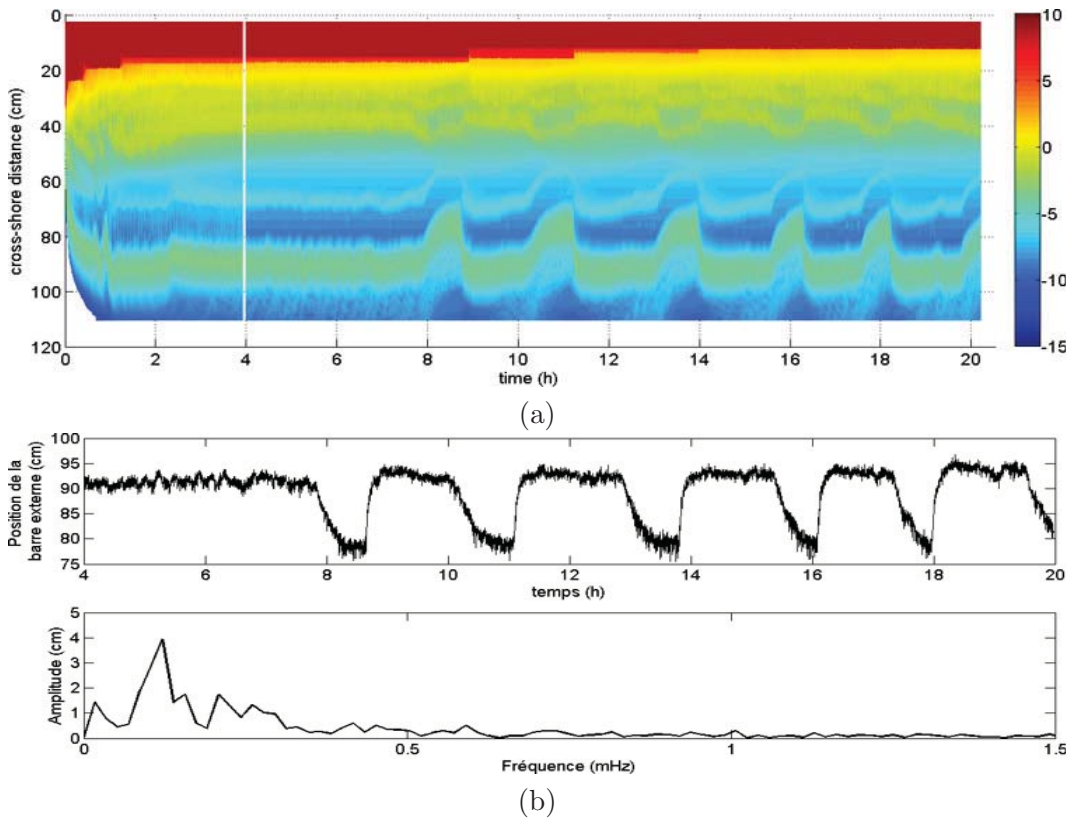 0
20
40
60
80
100
120
cross-shore distance (cm)
0 2 4 6 8 10 12 14 16 18 20
time (h)
10
5
0
-5
-10
-15
(a)
100
95
90
85
80
75
Position de la
barre externe (cm)
4 6 8 10 12 14 16 18 20
temps (h)
5
4
3
2
1
0
Amplitude (cm)
0 0.5 1 1.5
Fréquence (mHz)
(b)